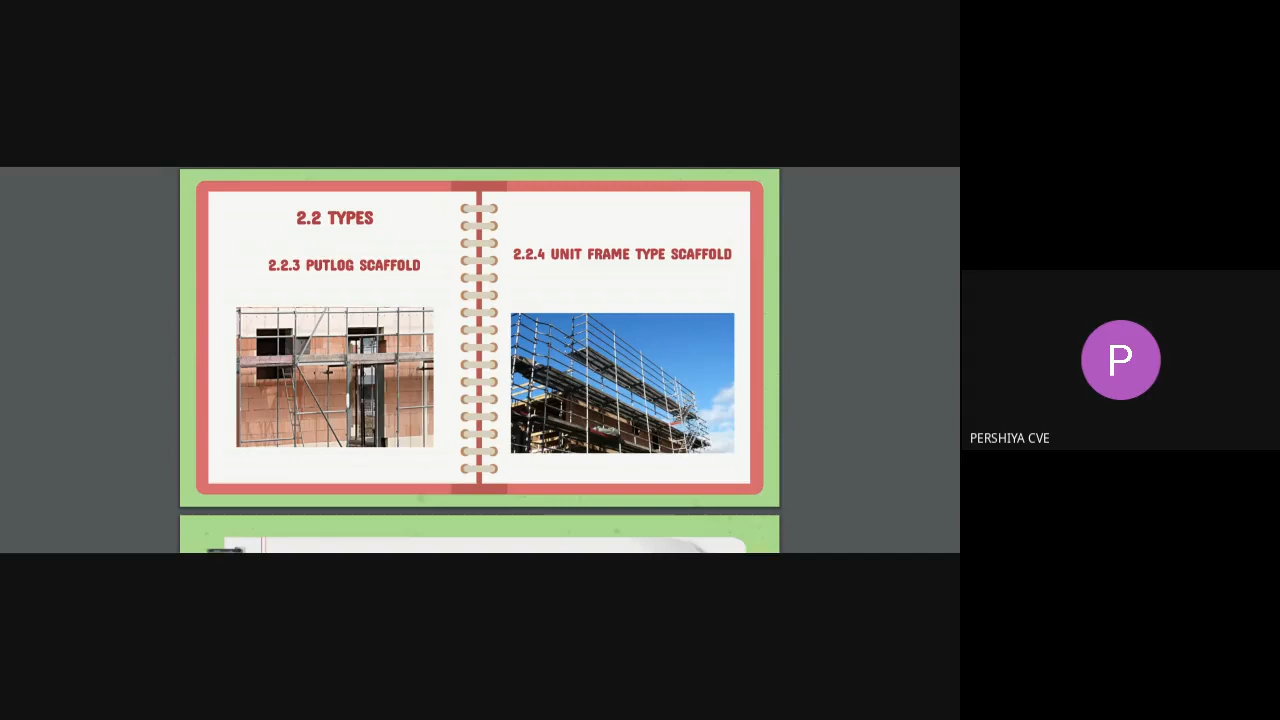 2.2 TYPES
2.2.3 PUTLOG SCAFFOLD
2.2.4 UNIT FRAME TYPE SCAFFOLD
P
PERSHIYA CVE